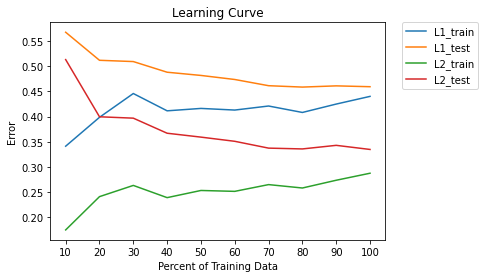 Learning Curve
L1_train
L1_test
L2_train
L2_test
Error
0.55
0.50
0.45
0.40
0.35
0.30
0.25
0.20
10 20 30 40 50 60 70 80 90 100
Percent of Training Data